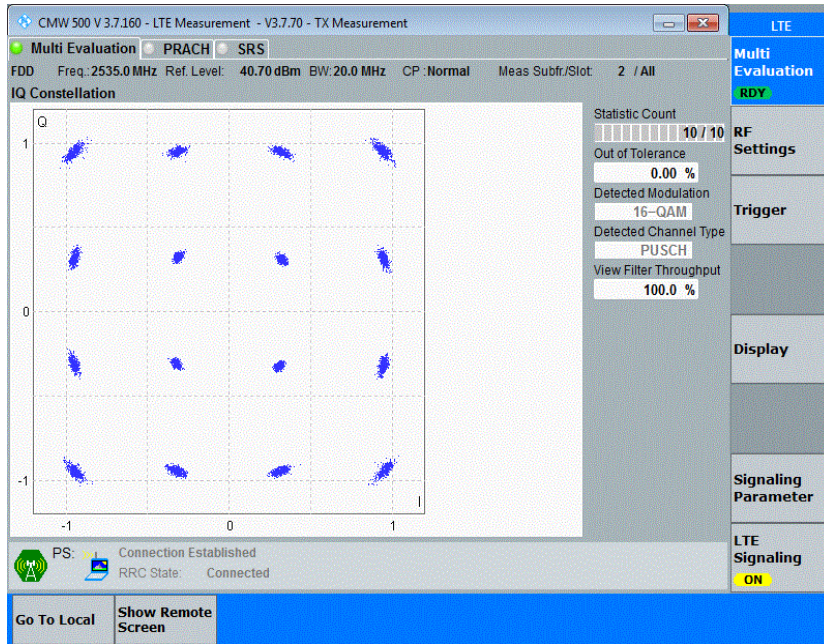 CMW 500 V 3.7.160 - LTE Measurement - V3.7.70 - TX Measurement
LTE
Multi Evaluation PRACH SRS
Multi
Evaluation
RDY
FDD Freq.: 2535.0 MHz Ref. Level: 40.70 dBm BW: 20.0 MHz CP : Normal Meas Subfr./Slot: 2 / All
IQ Constellation
Q
1
0
-1
-1 0 1
I
Statistic Count
10 / 10
Out of Tolerance
0.00 %
Detected Modulation
16-QAM
Detected Channel Type
PUSCH
View Filter Throughput
100.0 %
RF
Settings
Trigger
Display
Signaling
Parameter
LTE
Signaling
ON
PS: Connection Established
RRC State: Connected
Go To Local
Show Remote
Screen